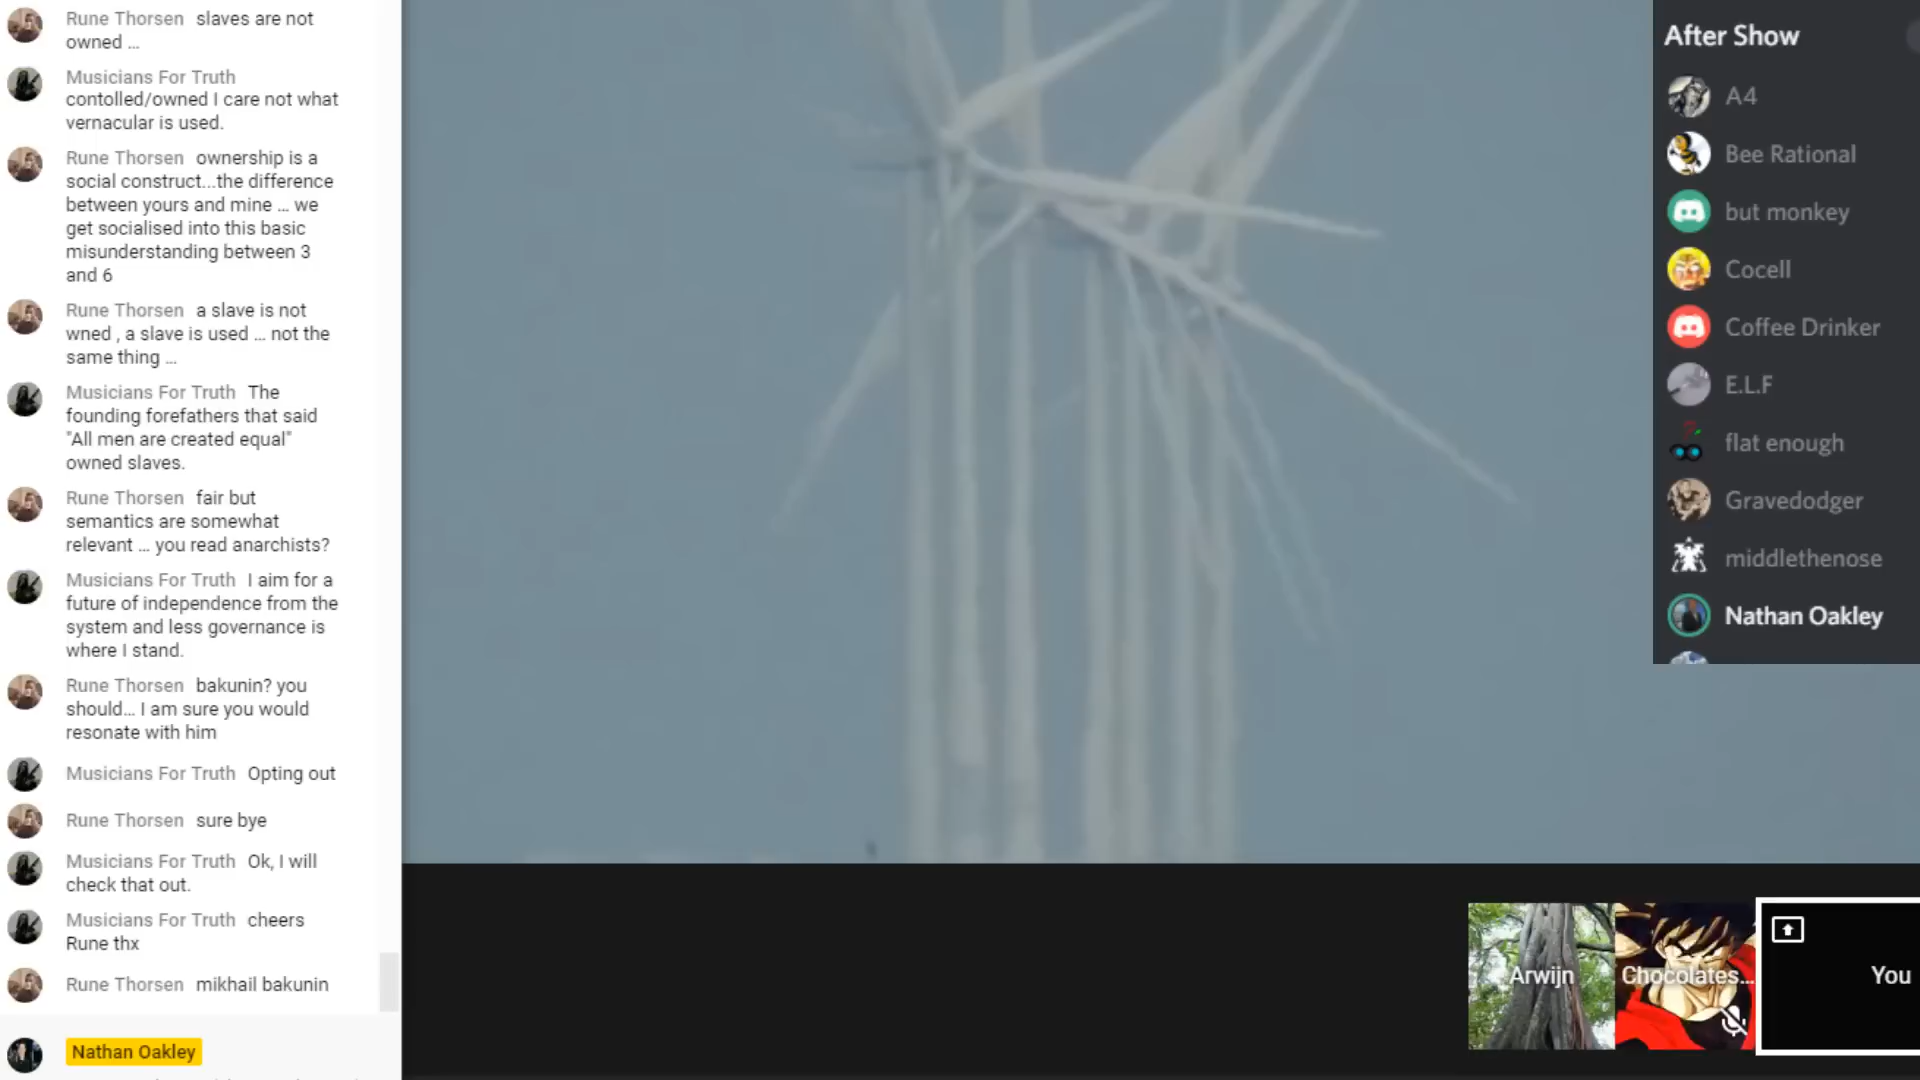 Rune Thorsen slaves are not
owned ...
Musicians For Truth
contolled/owned I care not what
vernacular is used.
Rune Thorsen ownership is a
social construct...the difference
between yours and mine ... we
get socialised into this basic
misunderstanding between 3
and 6
Rune Thorsen a slave is not
wned , a slave is used ... not the
same thing ...
Musicians For Truth The
founding forefathers that said
"All men are created equal"
owned slaves.
Rune Thorsen fair but
semantics are somewhat
relevant ... you read anarchists?
Musicians For Truth I aim for a
future of independence from the
system and less governance is
where I stand.
Rune Thorsen bakunin? you
should... I am sure you would
resonate with him
Musicians For Truth Opting out
Rune Thorsen sure bye
Musicians For Truth Ok, I will
check that out.
Musicians For Truth cheers
Rune thx
Rune Thorsen mikhail bakunin
Nathan Oakley
After Show
A4
Bee Rational
but monkey
Cocell
Coffee Drinker
E.L.F
flat enough
Gravedodger
middlethenose
Nathan Oakley
Arwijn
Chocolates...
You